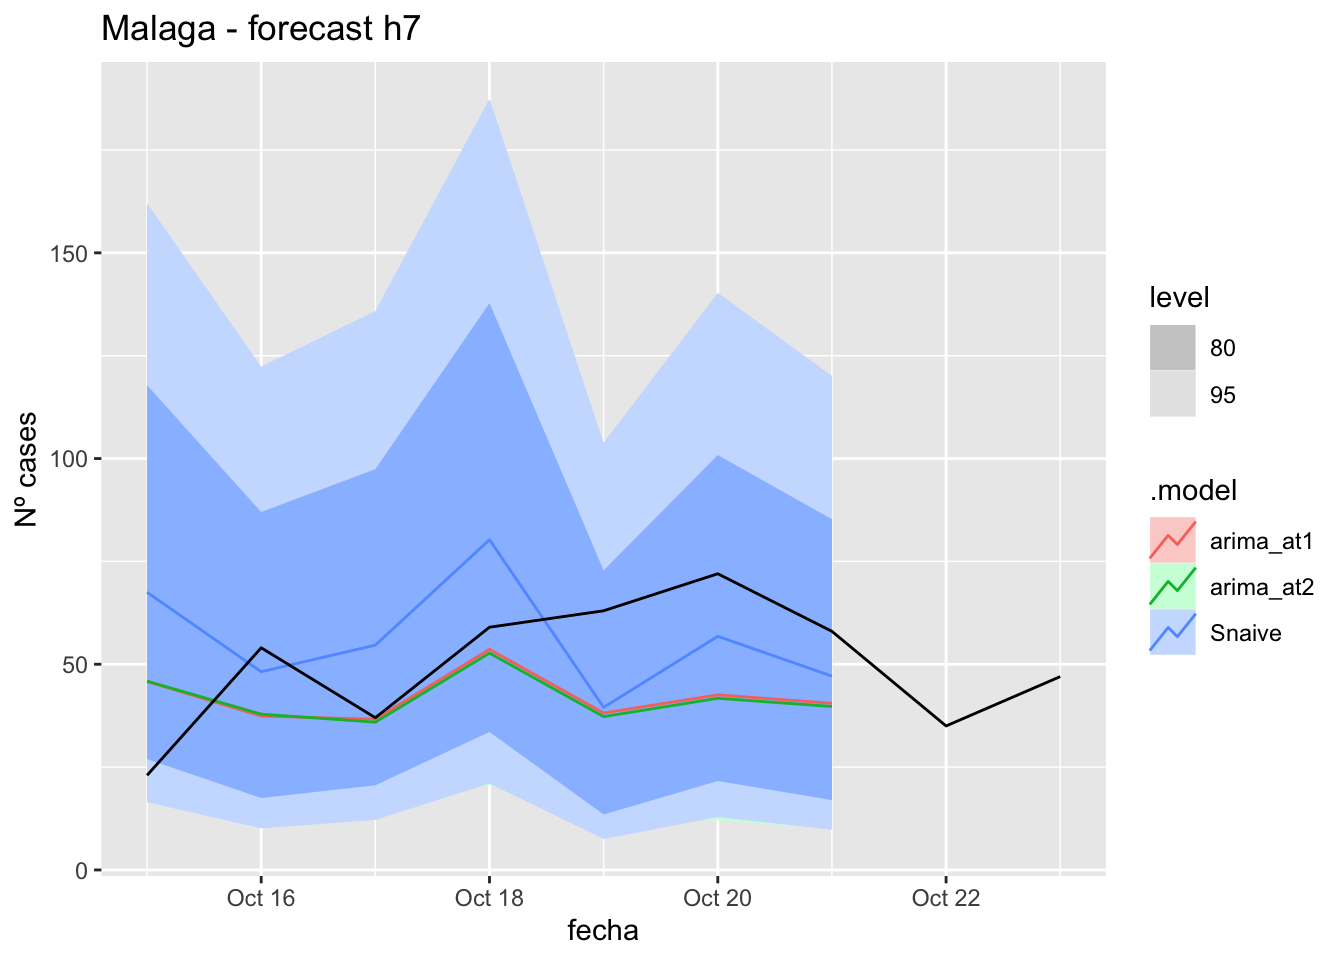 Malaga - forecast h7
Nº cases
150
100
50
0
Oct 16
Oct 18
Oct 20
Oct 22
fecha
level
80
95
.model
arima_at1
arima_at2
Snaive